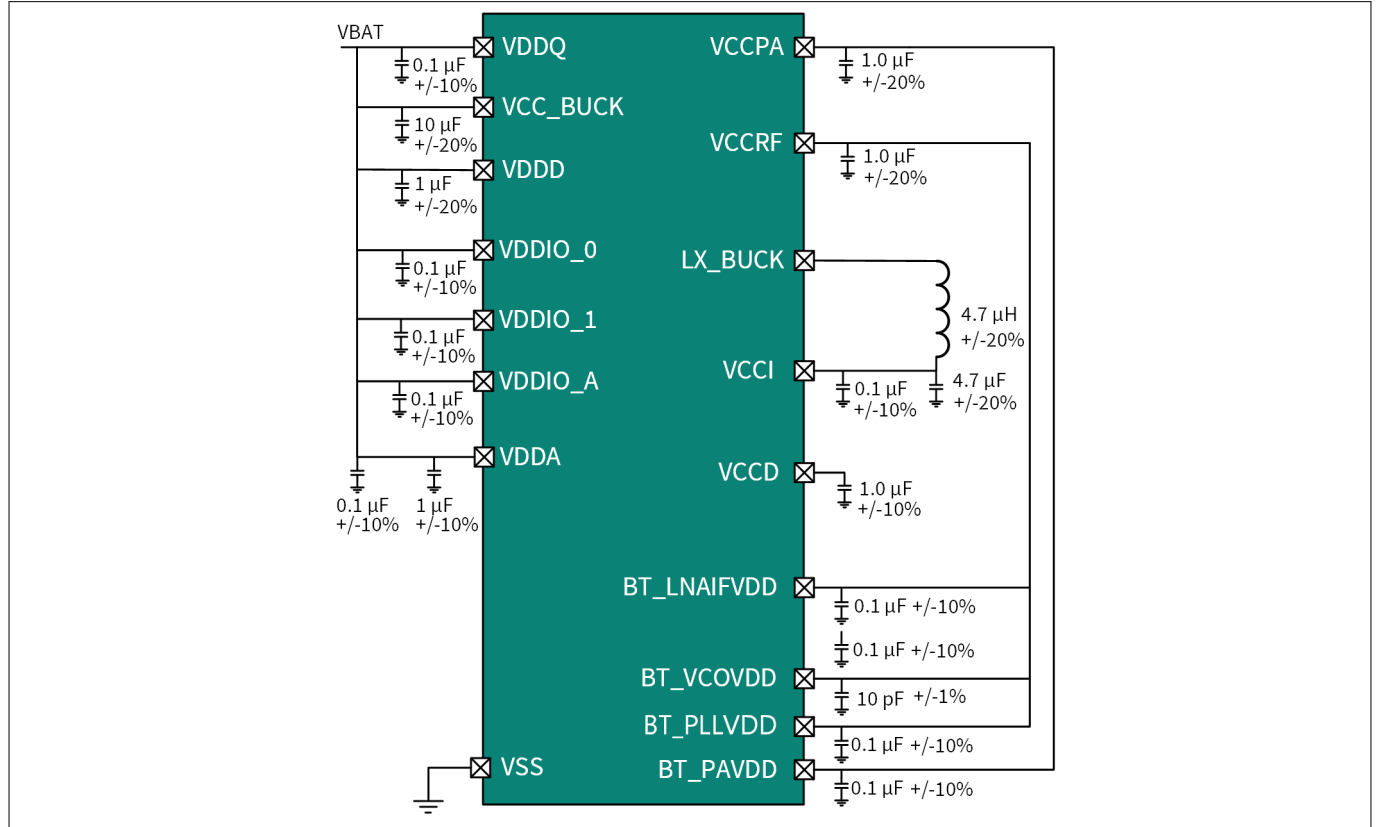 VBAT
VDDQ
0.1 µF
+/-10%
VCC_BUCK
10 µF
+/-20%
VDDD
1 µF
+/-20%
VDDIO_0
0.1 µF
+/-10%
VDDIO_1
0.1 µF
+/-10%
VDDIO_A
0.1 µF
+/-10%
VDDA
0.1 µF
+/-10%
1 µF
+/-10%
VSS
VCCPA
1.0 µF
+/-20%
VCCRF
1.0 µF
+/-20%
LX_BUCK
4.7 µH
+/-20%
VCCI
0.1 µF
+/-10%
4.7 µF
+/-20%
VCCD
1.0 µF
+/-10%
BT_LNAIFVDD
0.1 µF +/-10%
0.1 µF +/-10%
BT_VCOVDD
10 pF +/-1%
BT_PLLVDD
0.1 µF +/-10%
BT_PAVDD
0.1 µF +/-10%